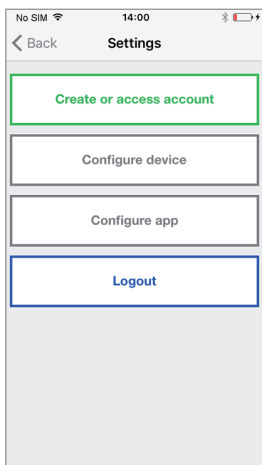 No SIM 14:00
Back Settings
Create or access account
Configure device
Configure app
Logout